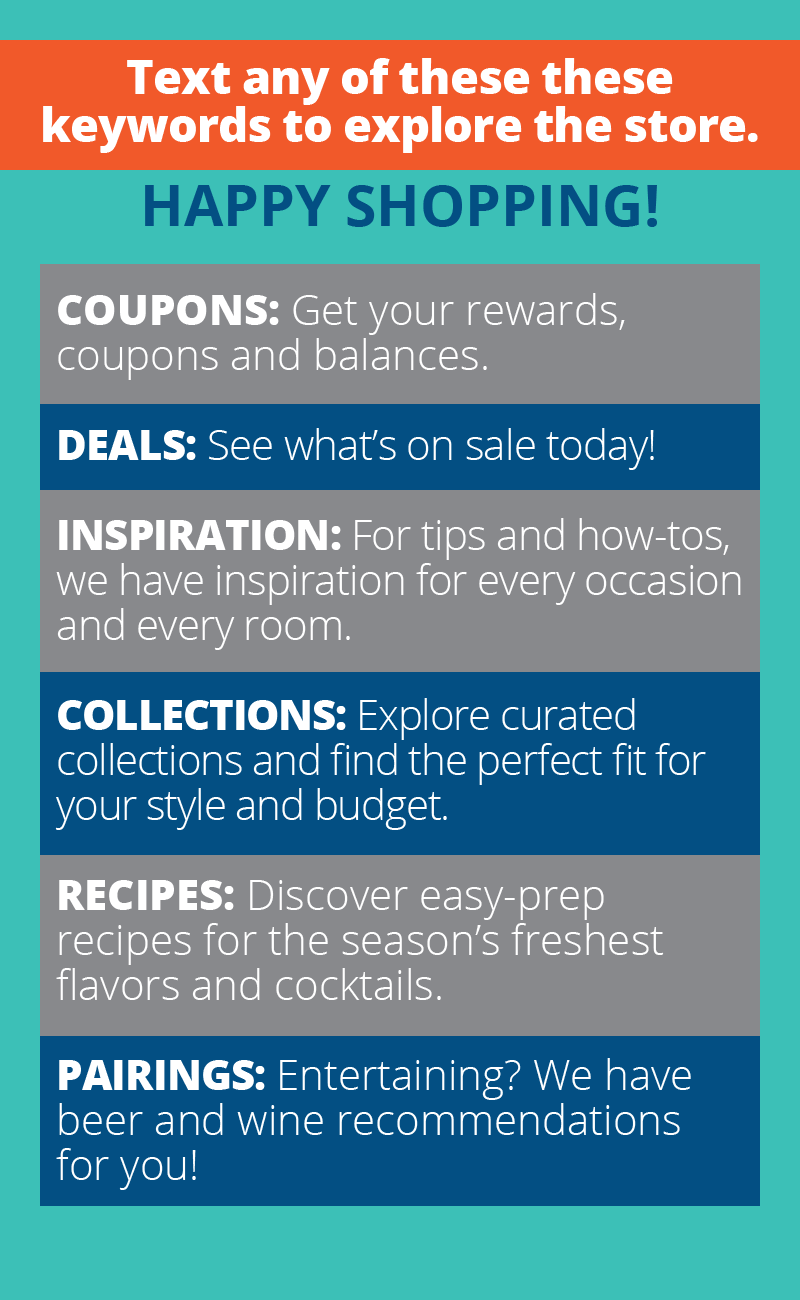 Text any of these these
keywords to explore the store.
HAPPY SHOPPING!
COUPONS: Get your rewards,
coupons and balances.
DEALS: See what's on sale today!
INSPIRATION: For tips and how-tos,
we have inspiration for every occasion
and every room.
COLLECTIONS: Explore curated
collections and find the perfect fit for
your style and budget.
RECIPES: Discover easy-prep
recipes for the season's freshest
flavors and cocktails.
PAIRINGS: Entertaining? We have
beer and wine recommendations
for you!